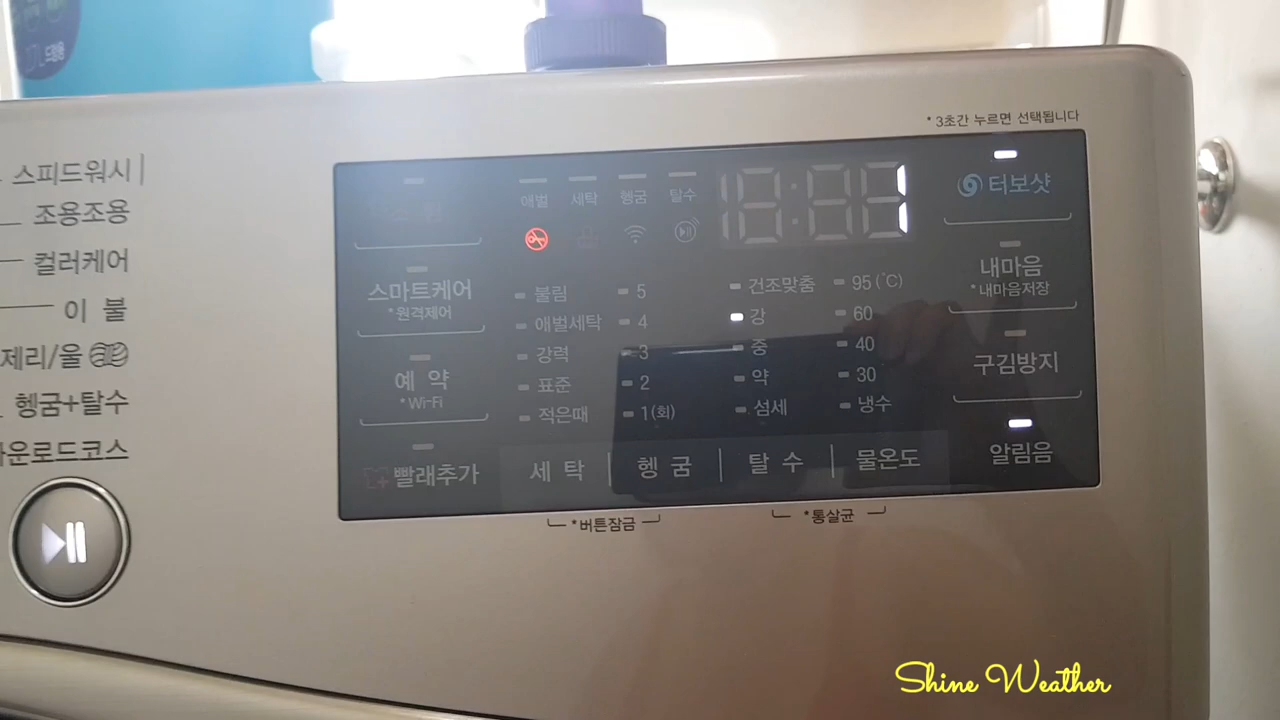 드럼용
* 3초간 누르면 선택됩니다
스피드워시
조용조용
컬러케어
이 불
제리/울
헹굼+탈수
운로드코스
스마트케어
*원격제어
예 약
*Wi-Fi
빨래추가
애벌 세탁 헹굼 탈수
불림 5 건조맞춤 95(℃)
애벌세탁 4 강 60
강력 3 중 40
표준 2 약 30
적은때 1(회) 섬세 냉수
세 탁 헹 굼 탈 수 물온도
*버튼잠금 *통살균
터보샷
내마음
*내마음저장
구김방지
알림음
Shine Weather